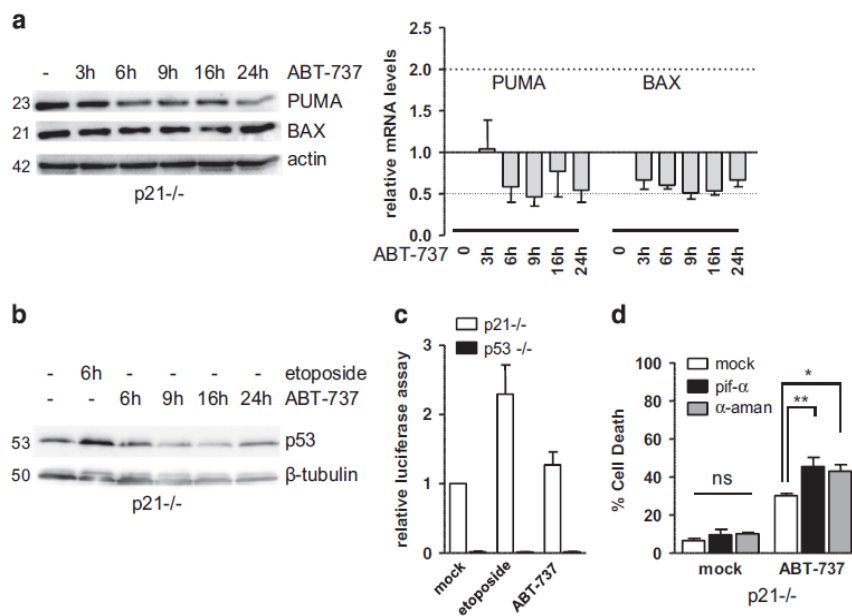 a
- 3h 6h 9h 16h 24h ABT-737
23 PUMA
21 BAX
42 actin
p21-/-
relative mRNA levels
2.5
2.0
1.5
1.0
0.5
0.0
PUMA BAX
ABT-737 0 3h 6h 9h 16h 24h 0 3h 6h 9h 16h 24h
b
- 6h - - - - etoposide
- - 6h 9h 16h 24h ABT-737
53 p53
50 β-tubulin
p21-/-
c
p21-/-
p53 -/-
relative luciferase assay
3
2
1
0
mock etoposide ABT-737
d
mock
pif-α
α-aman
% Cell Death
100
80
60
40
20
0
ns
*
**
mock ABT-737
p21-/-